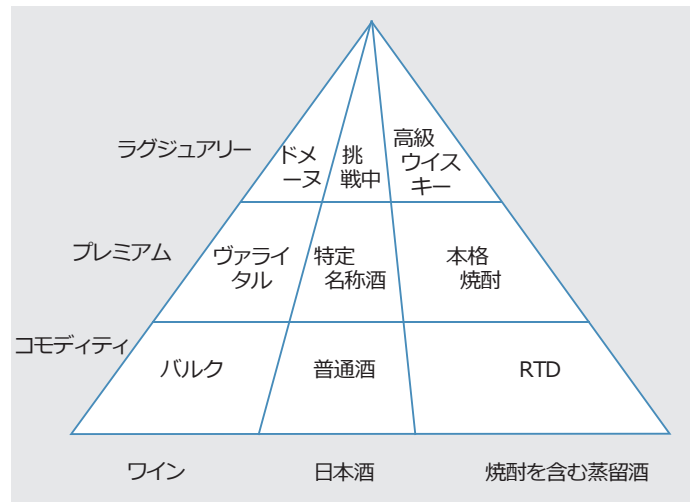 ラグジュアリー
ドメ
ーヌ
挑
戦中
高級
ウイス
キー
プレミアム
ヴァライ
タル
特定
名称酒
本格
焼酎
コモディティ
バルク
普通酒
RTD
ワイン
日本酒
焼酎を含む蒸留酒